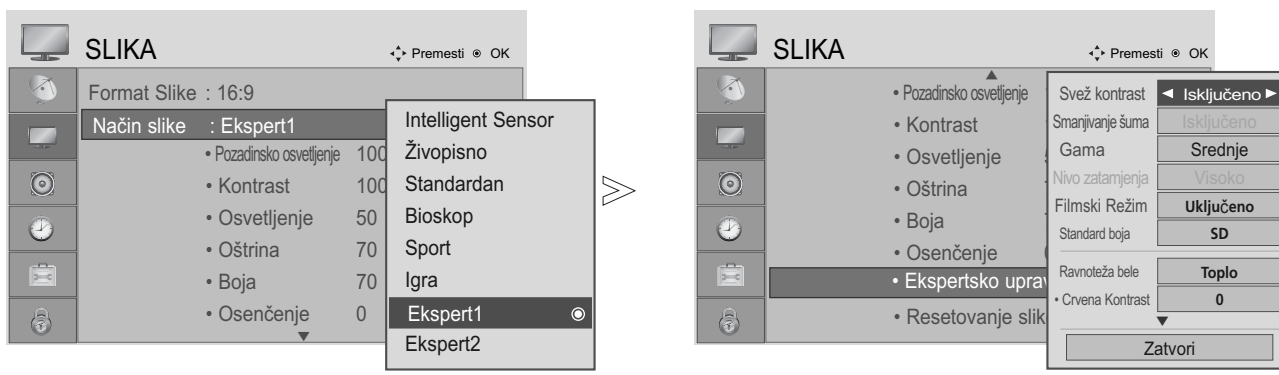 SLIKA
Premesti OK
Format Slike : 16:9
Način slike : Ekspert1
• Pozadinsko osvetljenje 100
• Kontrast 100
• Osvetljenje 50
• Oštrina 70
• Boja 70
• Osenčenje 0
Intelligent Sensor
Živopisno
Standardan
Bioskop
Sport
Igra
Ekspert1
Ekspert2
SLIKA
Premesti OK
• Pozadinsko osvetljenje
• Kontrast
• Osvetljenje
• Oštrina
• Boja
• Osenčenje
• Ekspertsko uprav
• Resetovanje slik
Svež kontrast ◄ Isključeno ►
Smanjivanje šuma Isključeno
Gama Srednje
Nivo zatamjenja Visoko
Filmski Režim Uključeno
Standard boja SD
Ravnoteža bele Toplo
• Crvena Kontrast 0
Zatvori